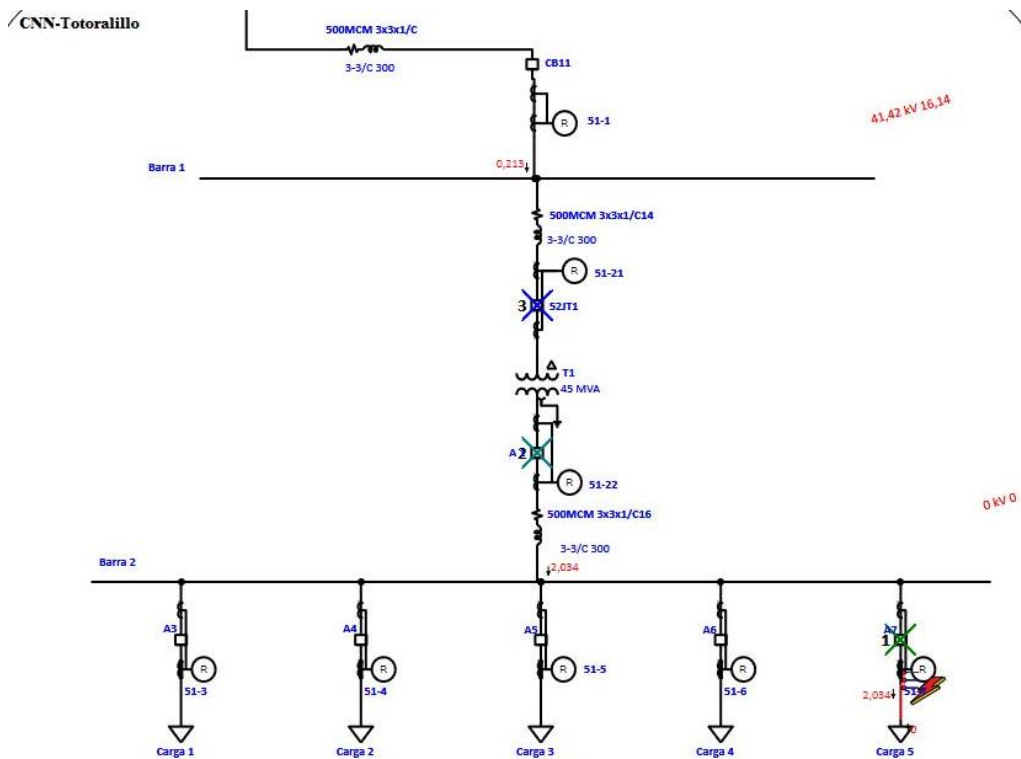 CNN-Totoralillo
500MCM 3x3x1/C
3-3/C 300
CB11
R
51-1
41,42 kV 16,14
0,213
Barra 1
500MCM 3x3x1/C14
3-3/C 300
R
51-21
3
52JT1
T1
45 MVA
A
2
R
51-22
0 kV 0
500MCM 3x3x1/C16
3-3/C 300
Barra 2
2,034
A3
A4
A5
A6
A7
1
R
R
R
R
51-3
51-4
51-5
51-6
2,034
0
Carga 1
Carga 2
Carga 3
Carga 4
Carga 5